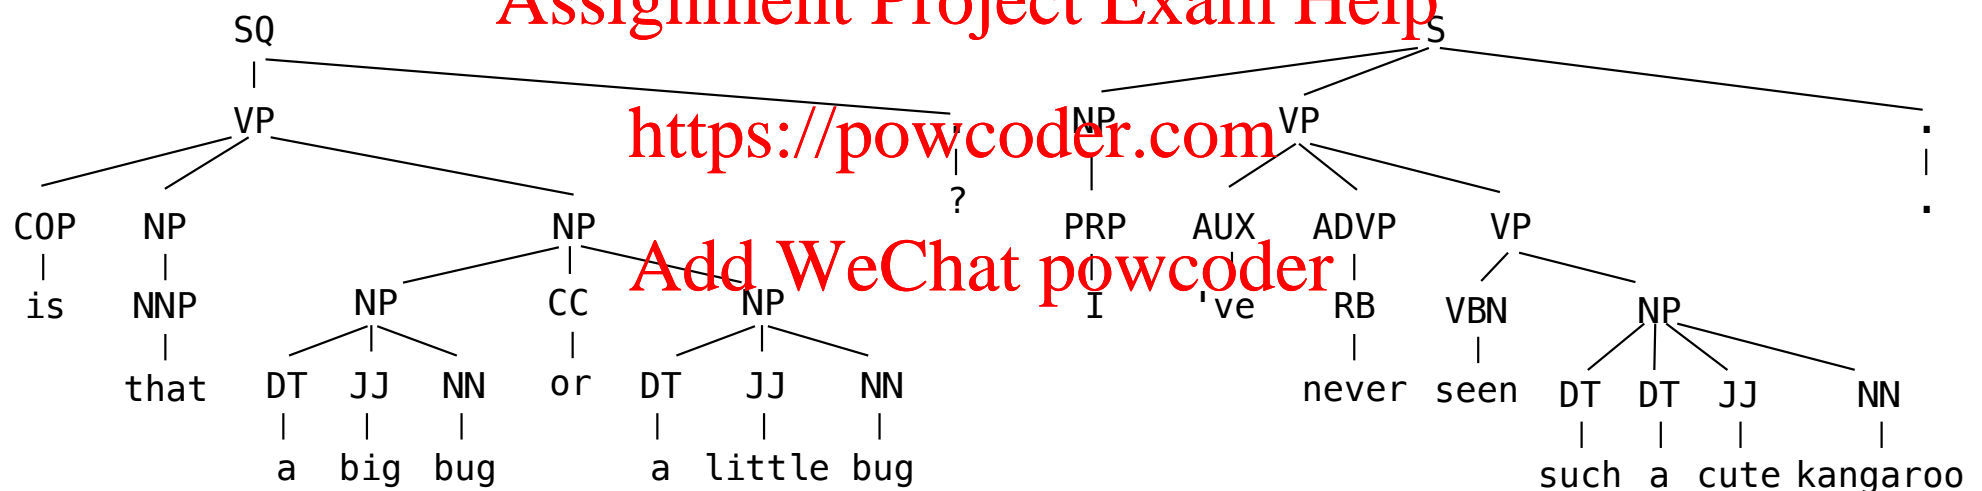 Assignment Project Exam Help
SQ S
VP . NP VP .
https://powcoder.com
? .
COP NP NP PRP AUX ADVP VP
Add WeChat powcoder
is NNP NP CC NP I 've RB VBN NP
that DT JJ NN or DT JJ NN never seen DT DT JJ NN
a big bug a little bug such a cute kangaroo